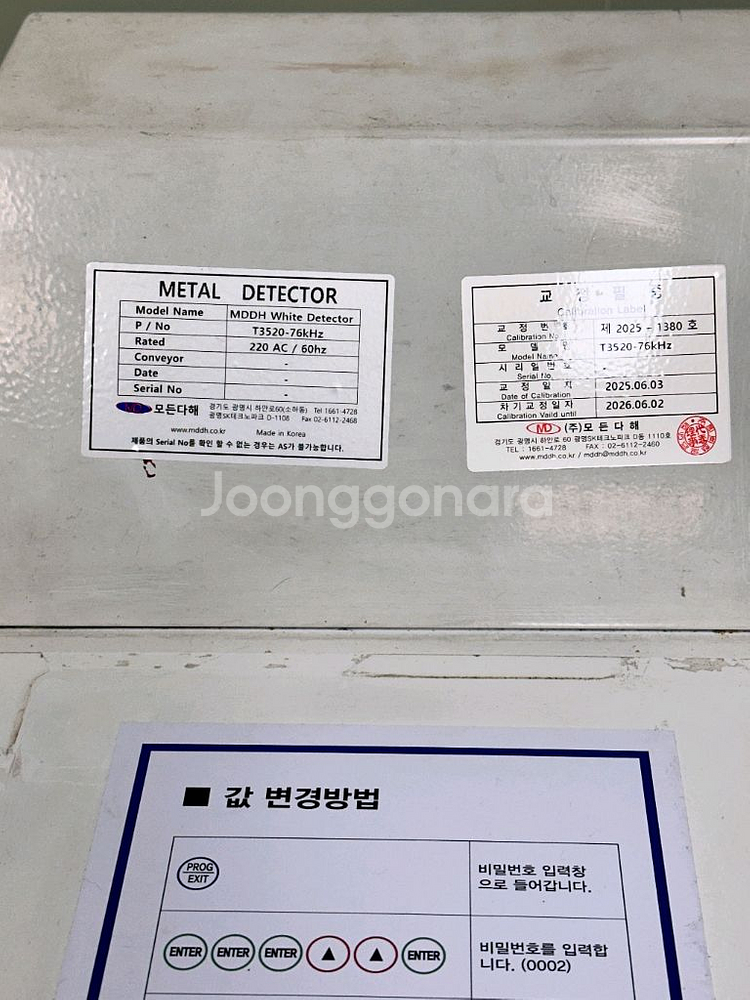 METAL DETECTOR
Model Name MDDH White Detector
P / No T3520-76kHz
Rated 220 AC / 60hz
Conveyor -
Date -
Serial No -
MD 모든다해 경기도 광명시 하안로60(소하동) Tel 1661-4728
광명SK테크노파크 D-1108 Fax 02-6112-2468
www.mddh.co.kr Made in Korea
제품의 Serial No를 확인 할 수 없는 경우는 AS가 불가능합니다.
교 정 필
Calibration Label
교 정 번 호 제 2025 - 1380 호
Calibration No
모 델 명 T3520-76kHz
Model Name
시 리 얼 번 호 -
Serial No.
교 정 일 자 2025.06.03
Date of Calibration
차 기 교 정 일 자 2026.06.02
Calibration Vaild until
MD (주)모 든 다 해
경기도 광명시 하안로 60 광명SK테크노파크 D동 1110호
TEL : 1661-4728 FAX : 02-6112-2460
www.mddh.co.kr / mddh@mddh.co.kr
Joonggonara
■ 값 변경방법
PROG
EXIT
비밀번호 입력창
으로 들어갑니다.
ENTER ENTER ENTER ▲ ▲ ENTER
비밀번호를 입력합
니다. (0002)